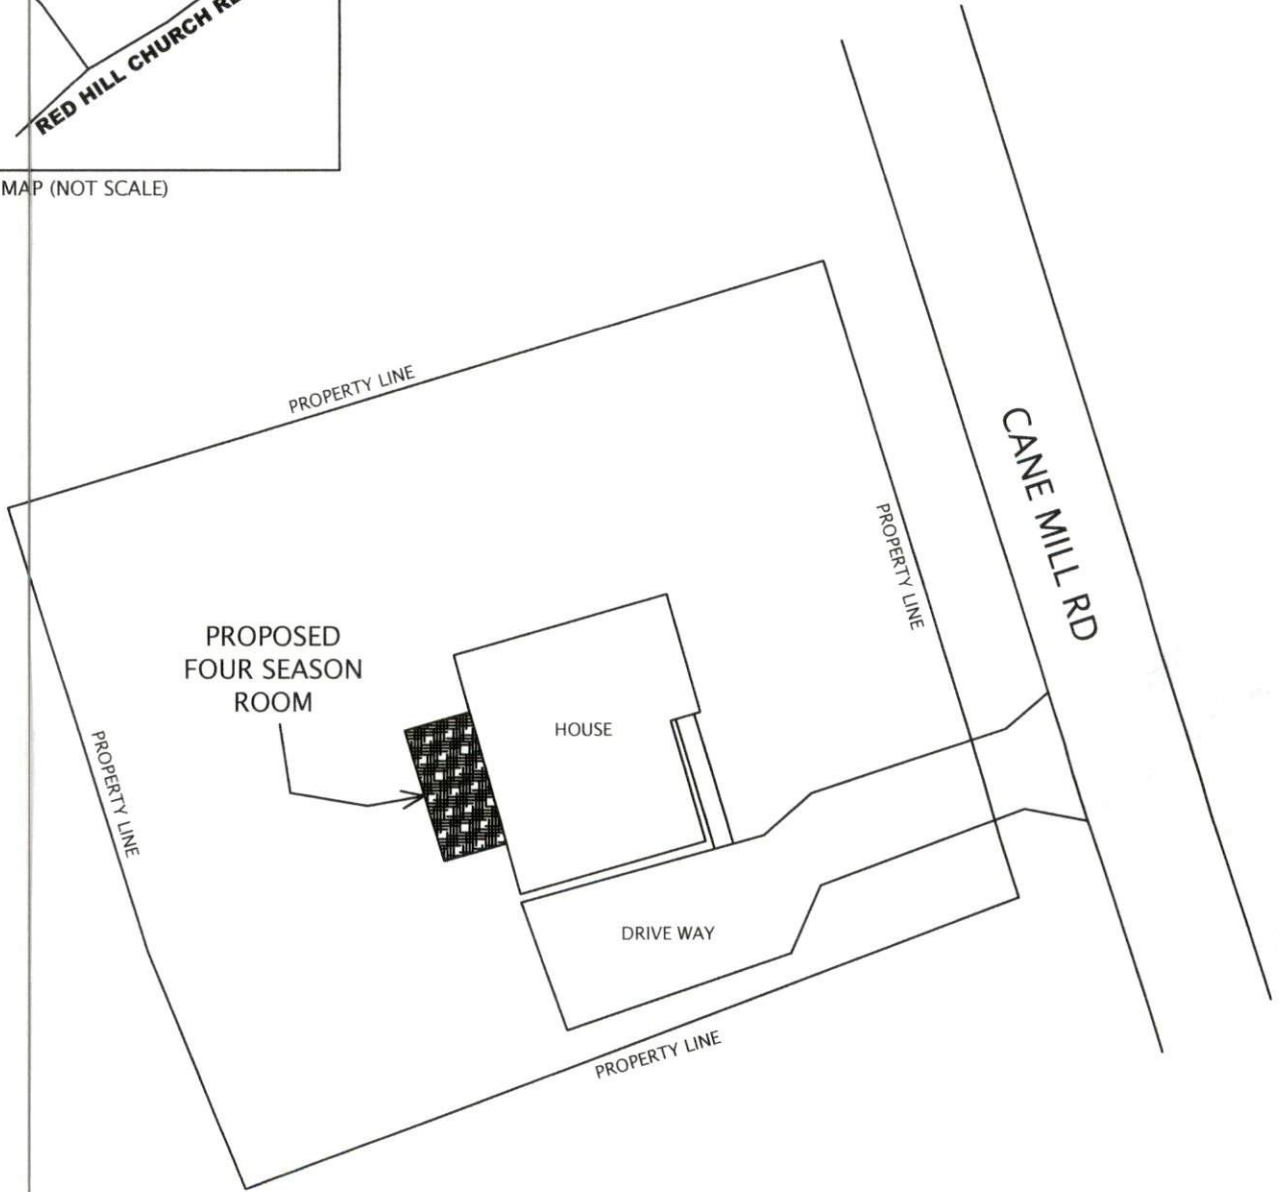 RED HILL CHURCH
MAP (NOT SCALE)
PROPERTY LINE
CANE MILL RD
PROPERTY LINE
PROPOSED
FOUR SEASON
ROOM
HOUSE
PROPERTY LINE
DRIVE WAY
PROPERTY LINE